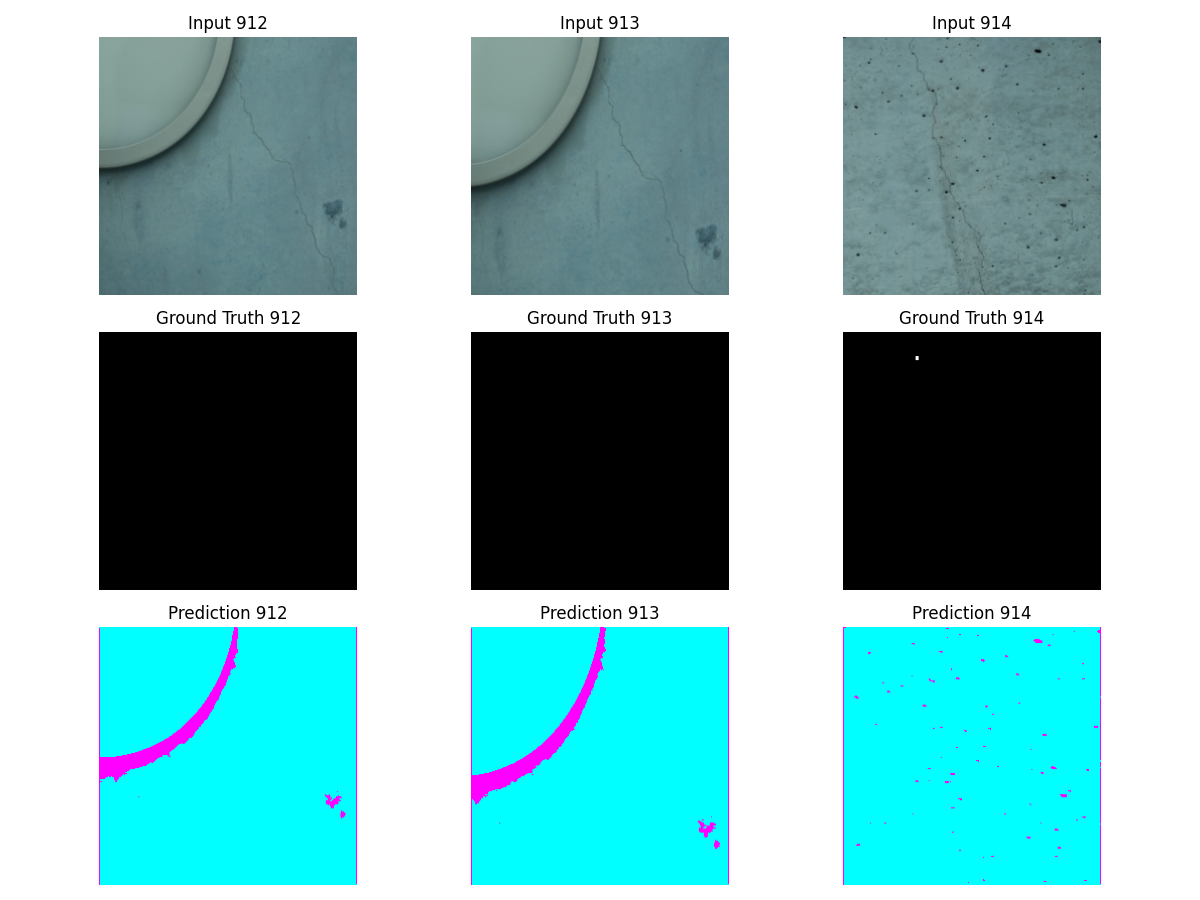 Input 912
Input 913
Input 914
Ground Truth 912
Ground Truth 913
Ground Truth 914
Prediction 912
Prediction 913
Prediction 914